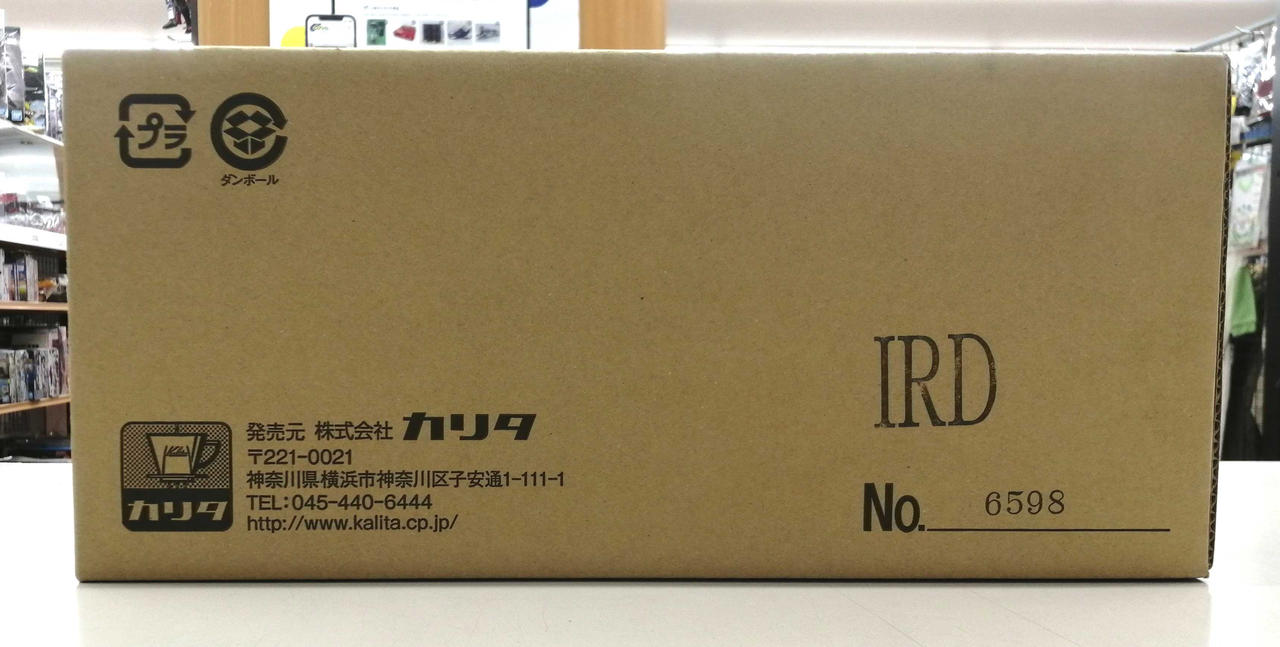 プラ
ダンボール
IRD
発売元 株式会社 カリタ
〒221-0021
神奈川県横浜市神奈川区子安通1-111-1
TEL:045-440-6444
http://www.kalita.cp.jp/
カリタ
No. 6598